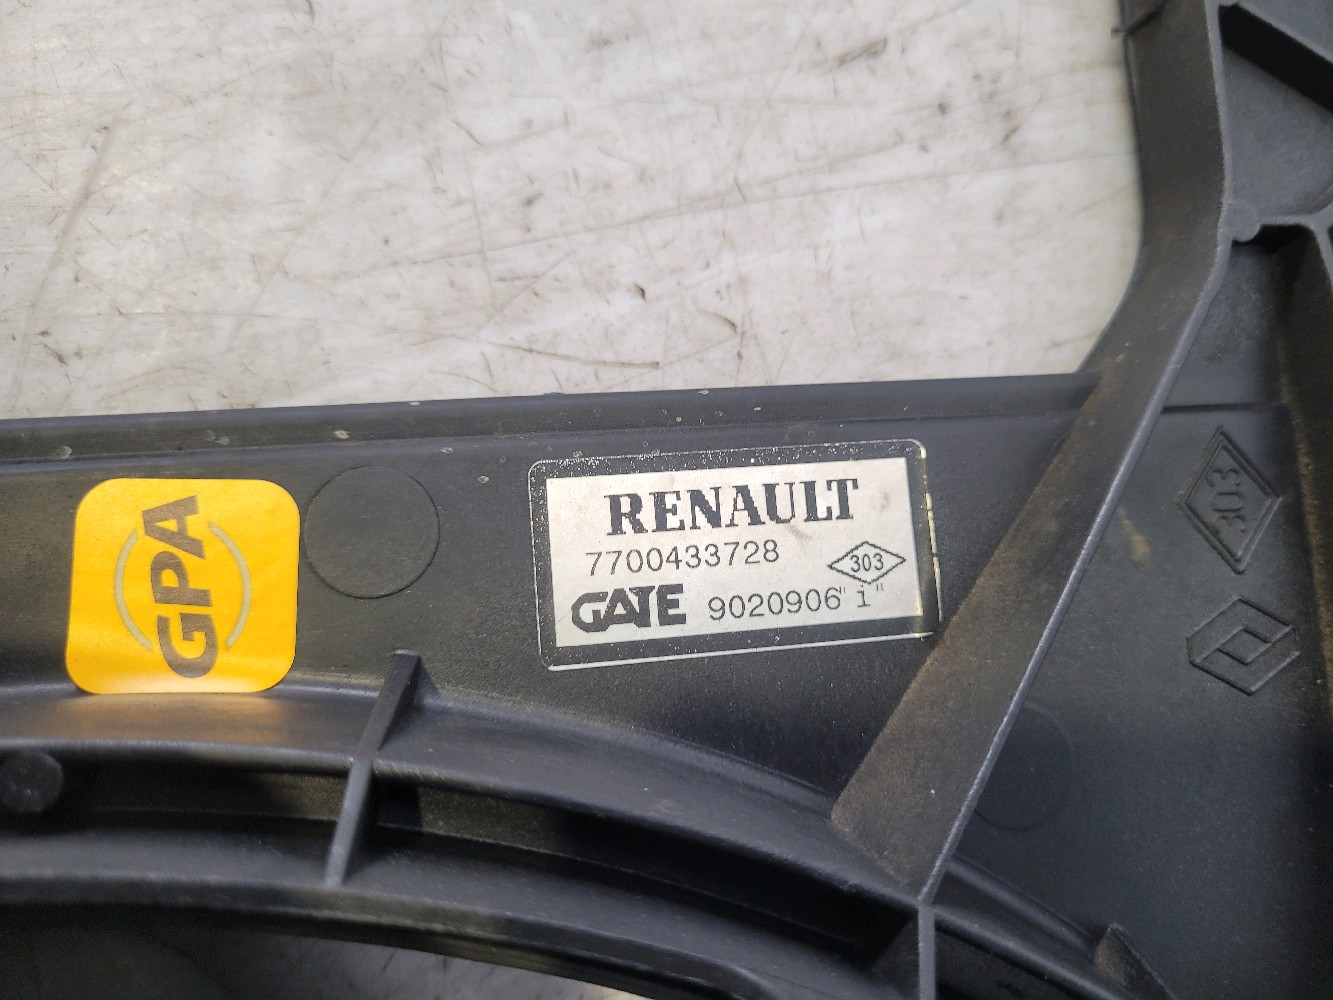 GPA
RENAULT
7700433728
303
GATE 9020906"i"
303